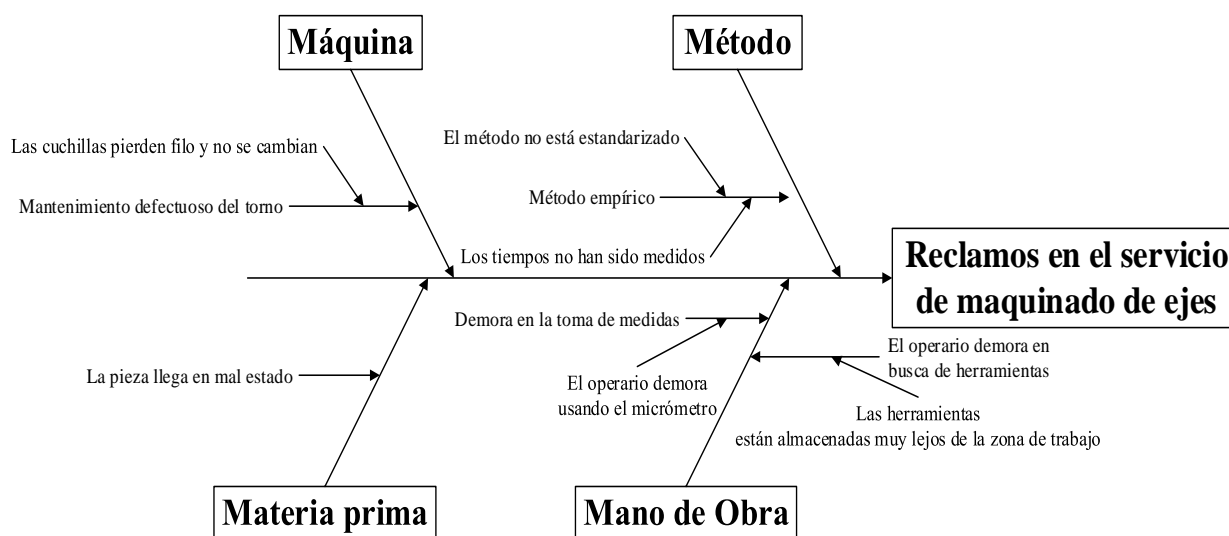 Máquina
Método
Las cuchillas pierden filo y no se cambian
Mantenimiento defectuoso del torno
El método no está estandarizado
Método empírico
Los tiempos no han sido medidos
Reclamos en el servicio
de maquinado de ejes
Demora en la toma de medidas
El operario demora
usando el micrómetro
El operario demora en
busca de herramientas
Las herramientas
están almacenadas muy lejos de la zona de trabajo
La pieza llega en mal estado
Materia prima
Mano de Obra